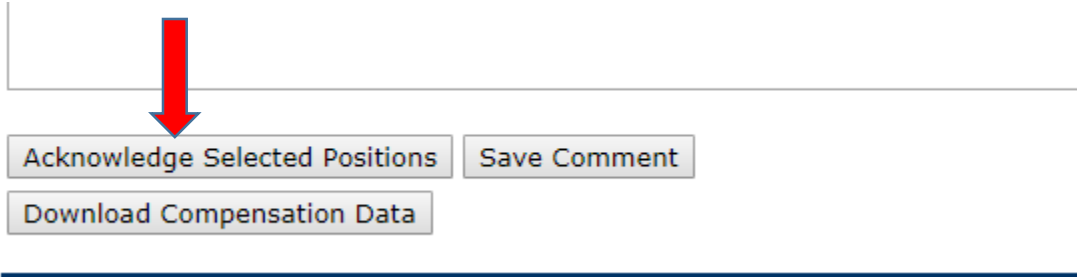 Acknowledge Selected Positions Save Comment
Download Compensation Data